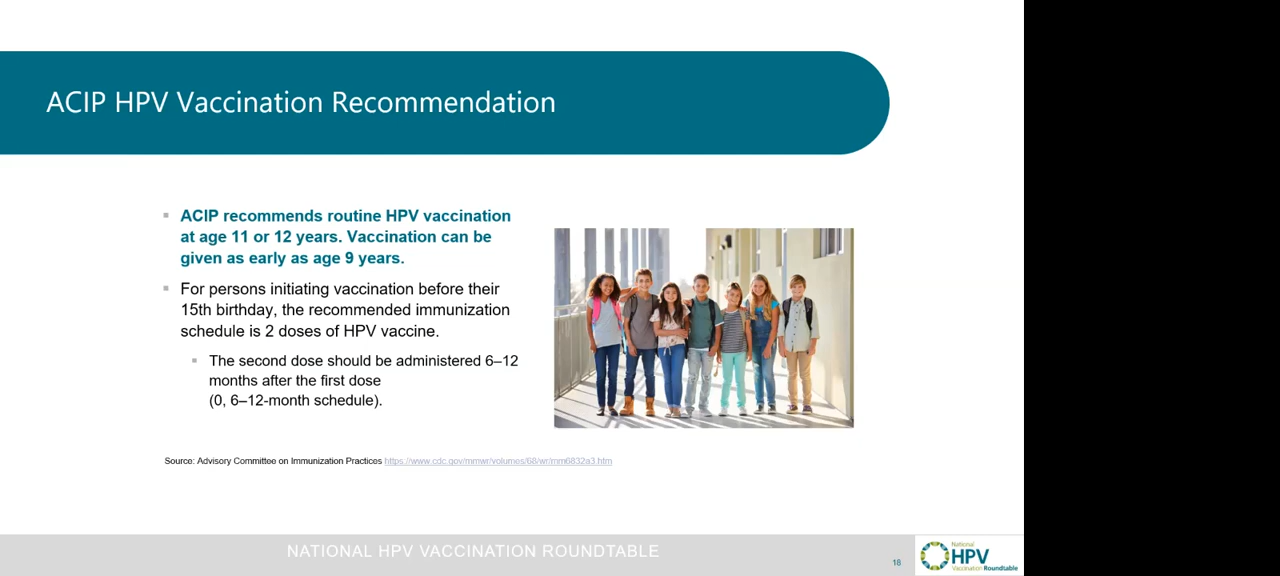 ACIP HPV Vaccination Recommendation
ACIP recommends routine HPV vaccination
at age 11 or 12 years. Vaccination can be
given as early as age 9 years.
For persons initiating vaccination before their
15th birthday, the recommended immunization
schedule is 2 doses of HPV vaccine.
The second dose should be administered 6–12
months after the first dose
(0, 6–12-month schedule).
Source: Advisory Committee on Immunization Practices https://www.cdc.gov/mmwr/volumes/68/wr/mm6832a3.htm
NATIONAL HPV VACCINATION ROUNDTABLE
18
National
HPV
Vaccination Roundtable